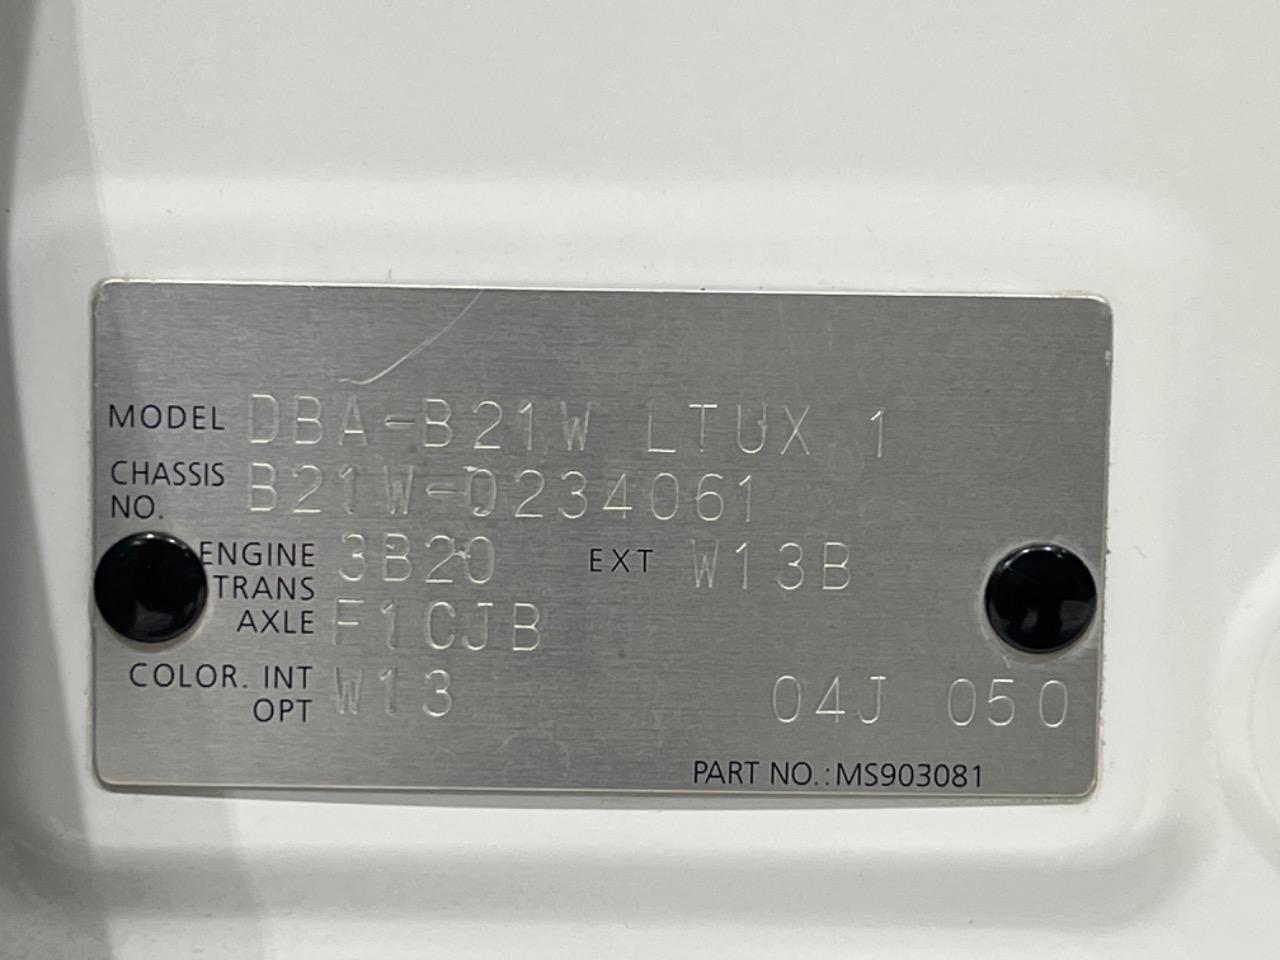 MODEL DBA-B21W LTUX 1
CHASSIS NO. B21W-0234061
ENGINE 3B20 EXT W13B
TRANS
AXLE F1CJB
COLOR. INT W13
OPT 04J 050
PART NO.:MS903081